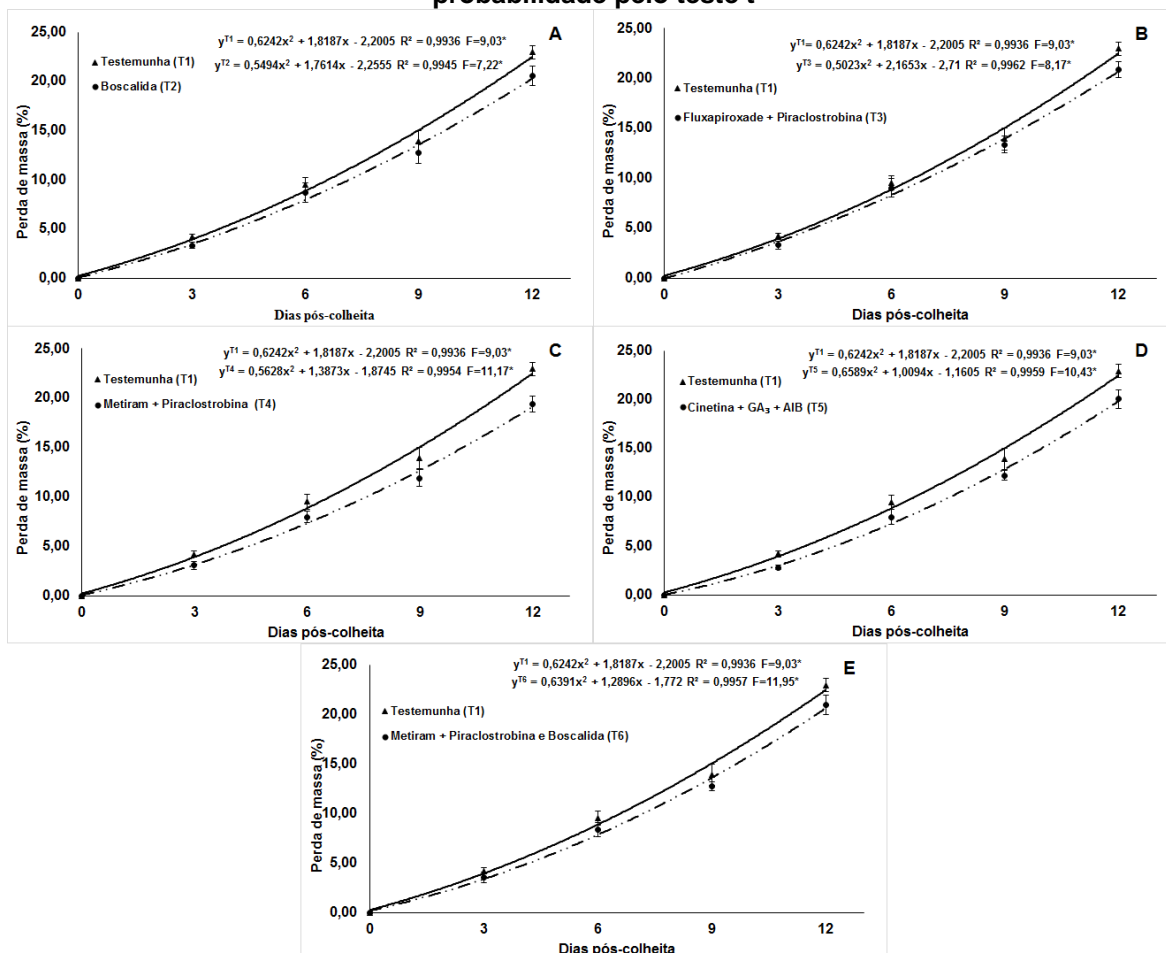 probabilidade pelo teste t
A
yT1 = 0,6242x² + 1,8187x - 2,2005 R² = 0,9936 F=9,03*
yT2 = 0,5494x² + 1,7614x - 2,2555 R² = 0,9945 F=7,22*
▲ Testemunha (T1)
● Boscalida (T2)
Perda de massa (%)
25,00
20,00
15,00
10,00
5,00
0,00
0 3 6 9 12
Dias pós-colheita
B
yT1= 0,6242x² + 1,8187x - 2,2005 R² = 0,9936 F=9,03*
yT3 = 0,5023x² + 2,1653x - 2,71 R² = 0,9962 F=8,17*
▲ Testemunha (T1)
● Fluxapiroxade + Piraclostrobina (T3)
Perda de massa (%)
25,00
20,00
15,00
10,00
5,00
0,00
0 3 6 9 12
Dias pós-colheita
C
yT1 = 0,6242x² + 1,8187x - 2,2005 R² = 0,9936 F=9,03*
yT4 = 0,5628x² + 1,3873x - 1,8745 R² = 0,9954 F=11,17*
▲ Testemunha (T1)
● Metiram + Piraclostrobina (T4)
Perda de massa (%)
25,00
20,00
15,00
10,00
5,00
0,00
0 3 6 9 12
Dias pós-colheita
D
yT1 = 0,6242x² + 1,8187x - 2,2005 R² = 0,9936 F=9,03*
yT5 = 0,6589x² + 1,0094x - 1,1605 R² = 0,9959 F=10,43*
▲ Testemunha (T1)
● Cinetina + GA₃ + AIB (T5)
Perda de massa (%)
25,00
20,00
15,00
10,00
5,00
0,00
0 3 6 9 12
Dias pós-colheita
E
yT1 = 0,6242x² + 1,8187x - 2,2005 R² = 0,9936 F=9,03*
yT6 = 0,6391x² + 1,2896x - 1,772 R² = 0,9957 F=11,95*
▲ Testemunha (T1)
● Metiram + Piraclostrobina e Boscalida (T6)
Perda de massa (%)
25,00
20,00
15,00
10,00
5,00
0,00
0 3 6 9 12
Dias pós-colheita